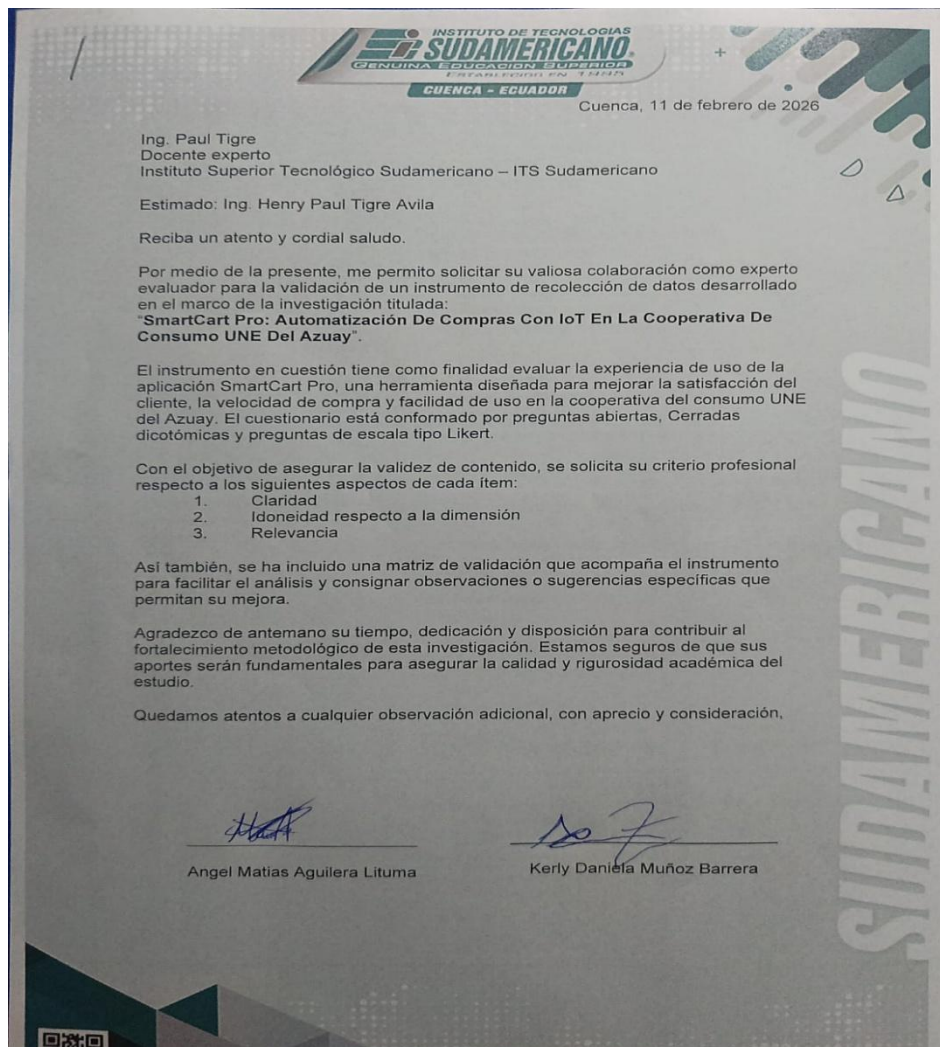 INSTITUTO DE TECNOLOGIAS
SUDAMERICANO.
GENUINA EDUCACION SUPERIOR
ESTABLECIDO EN 1995
CUENCA - ECUADOR
Cuenca, 11 de febrero de 2026
Ing. Paul Tigre
Docente experto
Instituto Superior Tecnológico Sudamericano – ITS Sudamericano
Estimado: Ing. Henry Paul Tigre Avila
Reciba un atento y cordial saludo.
Por medio de la presente, me permito solicitar su valiosa colaboración como experto
evaluador para la validación de un instrumento de recolección de datos desarrollado
en el marco de la investigación titulada:
"SmartCart Pro: Automatización De Compras Con IoT En La Cooperativa De
Consumo UNE Del Azuay".
El instrumento en cuestión tiene como finalidad evaluar la experiencia de uso de la
aplicación SmartCart Pro, una herramienta diseñada para mejorar la satisfacción del
cliente, la velocidad de compra y facilidad de uso en la cooperativa del consumo UNE
del Azuay. El cuestionario está conformado por preguntas abiertas, Cerradas
dicotómicas y preguntas de escala tipo Likert.
Con el objetivo de asegurar la validez de contenido, se solicita su criterio profesional
respecto a los siguientes aspectos de cada ítem:
1. Claridad
2. Idoneidad respecto a la dimensión
3. Relevancia
Así también, se ha incluido una matriz de validación que acompaña el instrumento
para facilitar el análisis y consignar observaciones o sugerencias específicas que
permitan su mejora.
Agradezco de antemano su tiempo, dedicación y disposición para contribuir al
fortalecimiento metodológico de esta investigación. Estamos seguros de que sus
aportes serán fundamentales para asegurar la calidad y rigurosidad académica del
estudio.
Quedamos atentos a cualquier observación adicional, con aprecio y consideración,
Angel Matias Aguilera Lituma
Kerly Daniela Muñoz Barrera
SUDAMERICANO